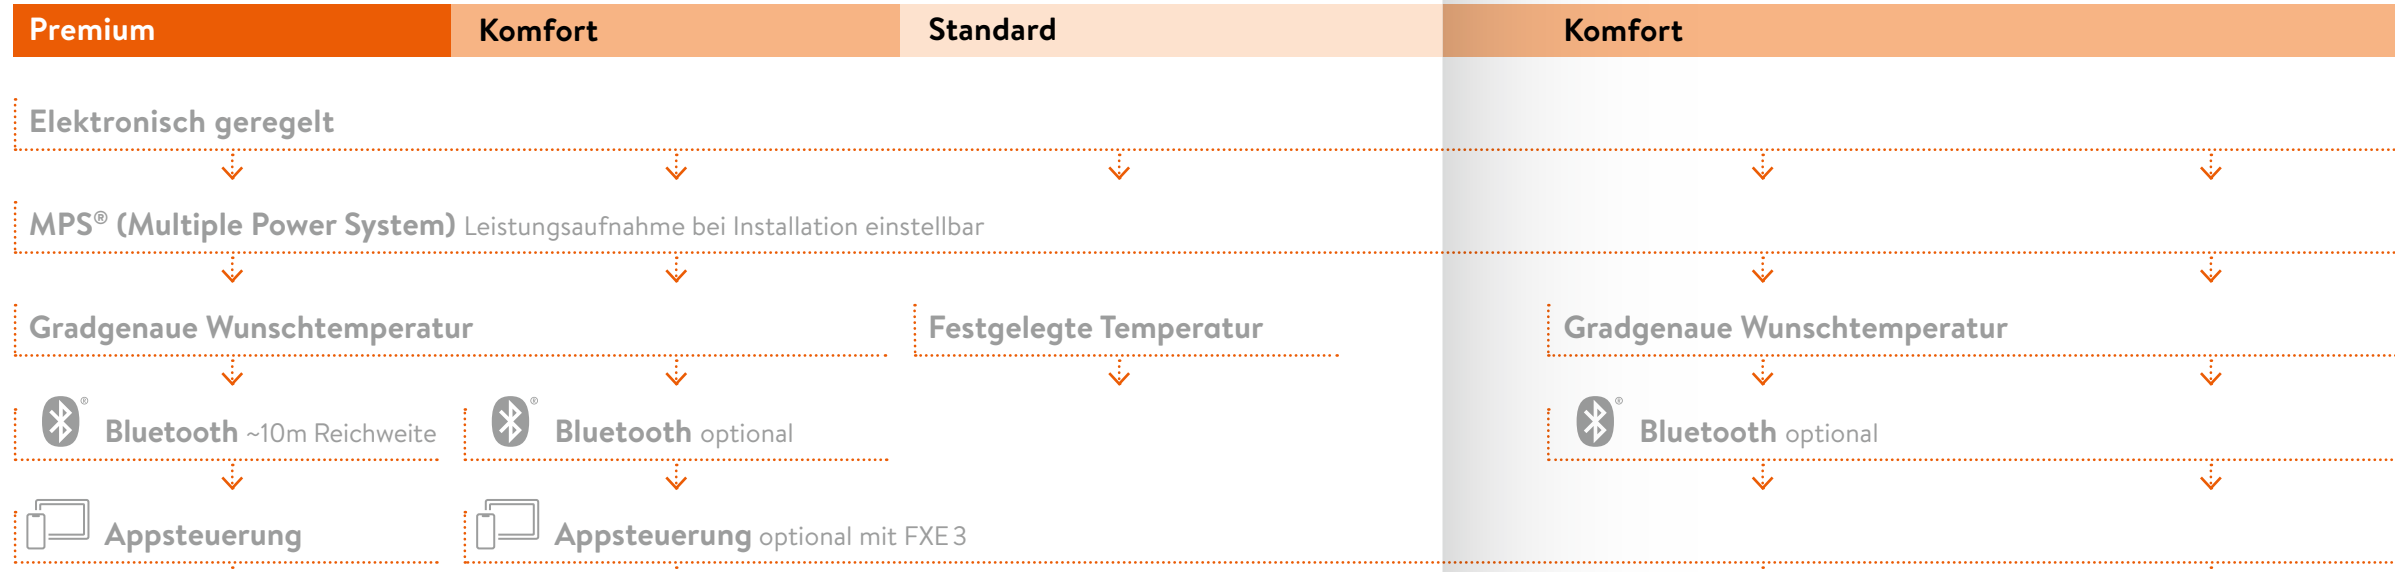 Premium Komfort Standard Komfort
Elektronisch geregelt
MPS® (Multiple Power System) Leistungsaufnahme bei Installation einstellbar
Gradgenaue Wunschtemperatur Festgelegte Temperatur Gradgenaue Wunschtemperatur
® Bluetooth ~10m Reichweite ® Bluetooth optional ® Bluetooth optional
Appsteuerung Appsteuerung optional mit FXE 3